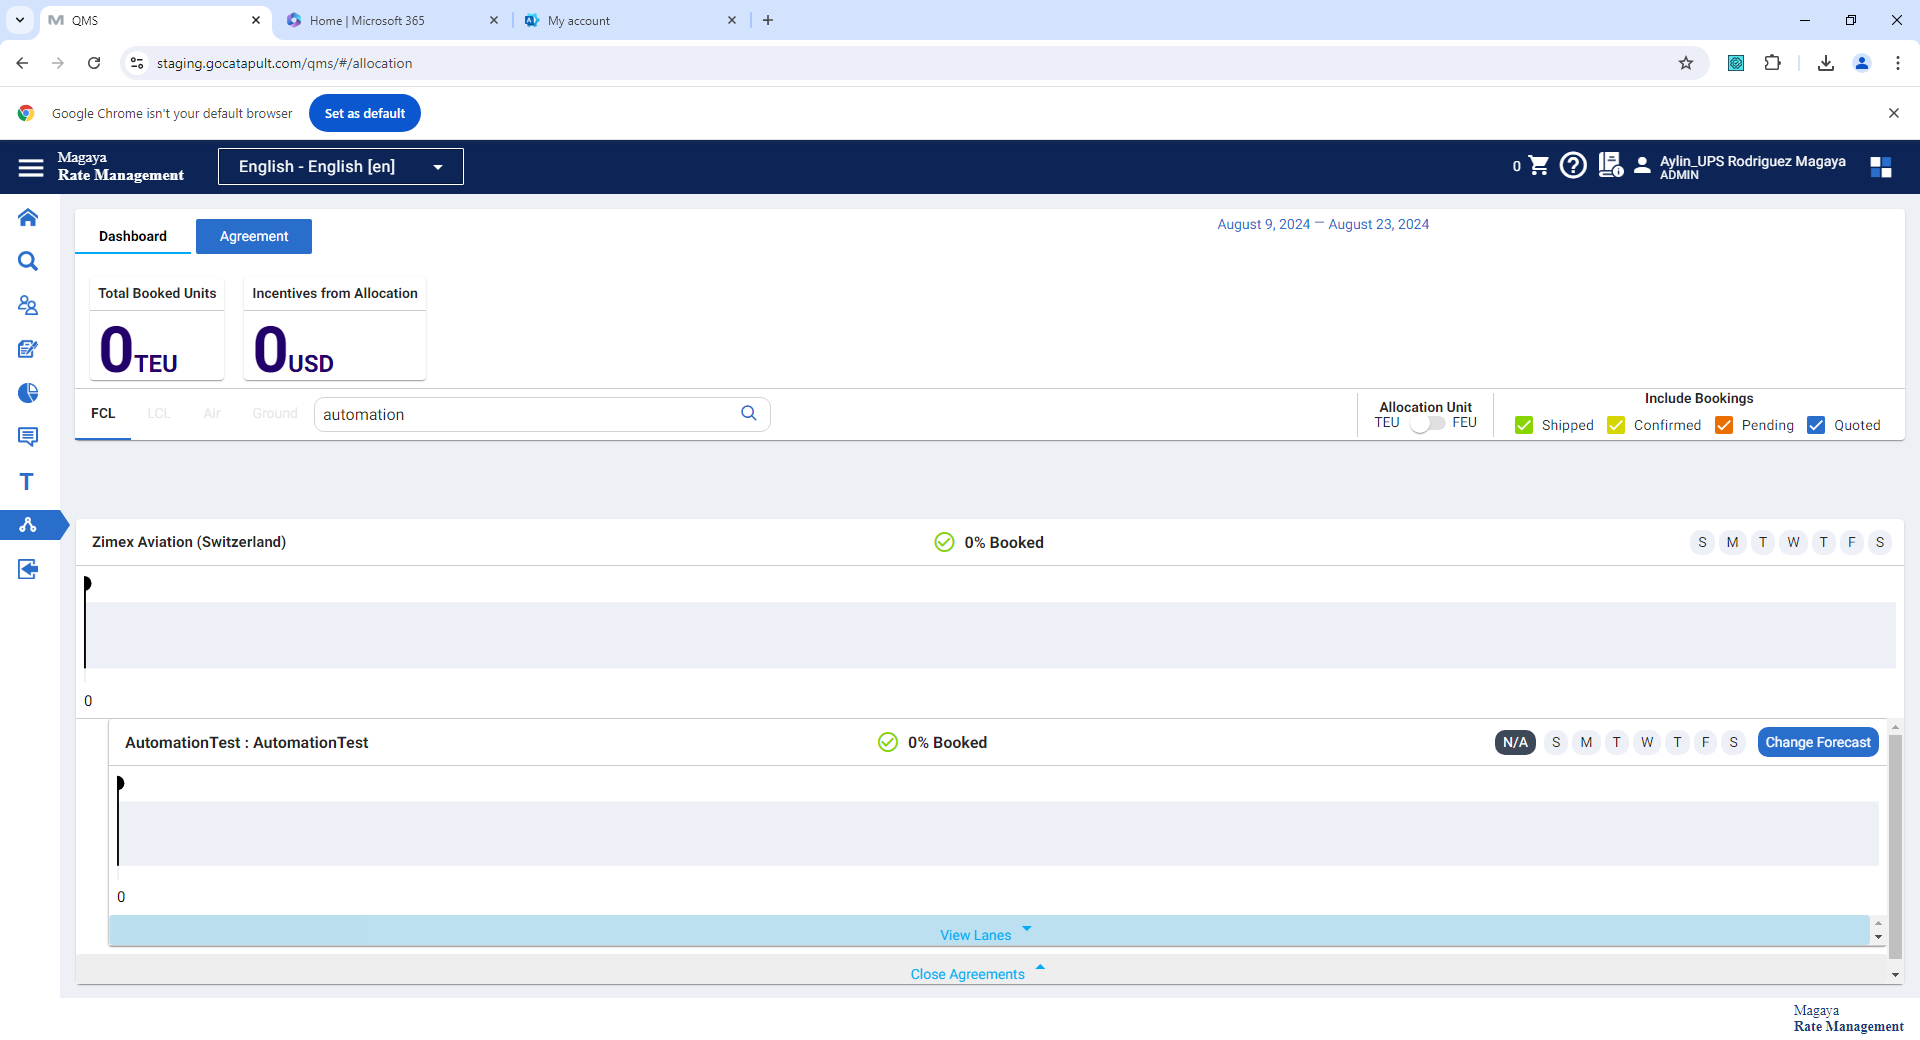 QMS
Home | Microsoft 365
My account
staging.gocatapult.com/qms/#/allocation
Google Chrome isn't your default browser
Set as default
Magaya
Rate Management
English - English [en]
0
Aylin_UPS Rodriguez Magaya
ADMIN
Dashboard
Agreement
August 9, 2024 — August 23, 2024
Total Booked Units
Incentives from Allocation
0 TEU
0 USD
FCL
LCL
Air
Ground
automation
Allocation Unit
TEU
FEU
Include Bookings
Shipped
Confirmed
Pending
Quoted
T
Zimex Aviation (Switzerland)
0% Booked
S M T W T F S
0
AutomationTest : AutomationTest
0% Booked
N/A
S M T W T F S
Change Forecast
0
View Lanes
Close Agreements
Magaya
Rate Management